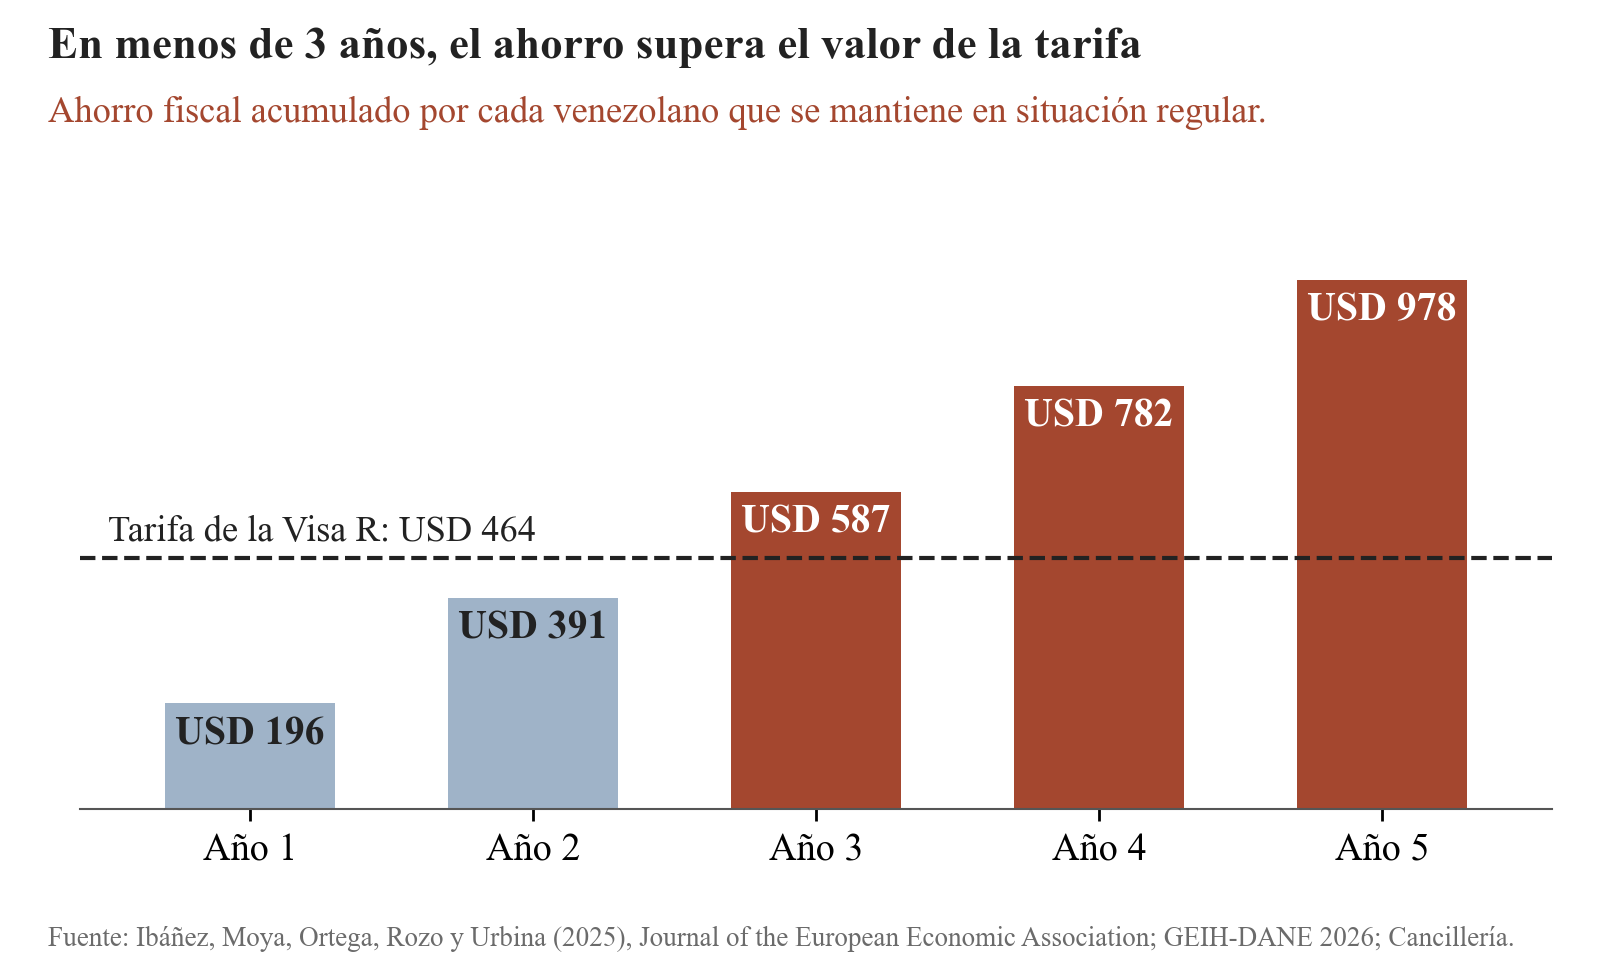 En menos de 3 años, el ahorro supera el valor de la tarifa
Ahorro fiscal acumulado por cada venezolano que se mantiene en situación regular.
USD 978
USD 782
USD 587
Tarifa de la Visa R: USD 464
USD 391
USD 196
Año 1
Año 2
Año 3
Año 4
Año 5
Fuente: Ibáñez, Moya, Ortega, Rozo y Urbina (2025), Journal of the European Economic Association; GEIH-DANE 2026; Cancillería.